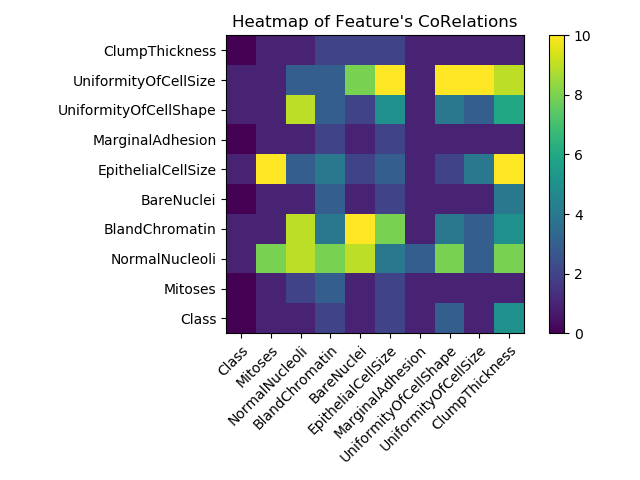 Heatmap of Feature's CoRelations
ClumpThickness
UniformityOfCellSize
UniformityOfCellShape
MarginalAdhesion
EpithelialCellSize
BareNuclei
BlandChromatin
NormalNucleoli
Mitoses
Class
Class
Mitoses
NormalNucleoli
BlandChromatin
BareNuclei
EpithelialCellSize
MarginalAdhesion
UniformityOfCellShape
UniformityOfCellSize
ClumpThickness
10
8
6
4
2
0